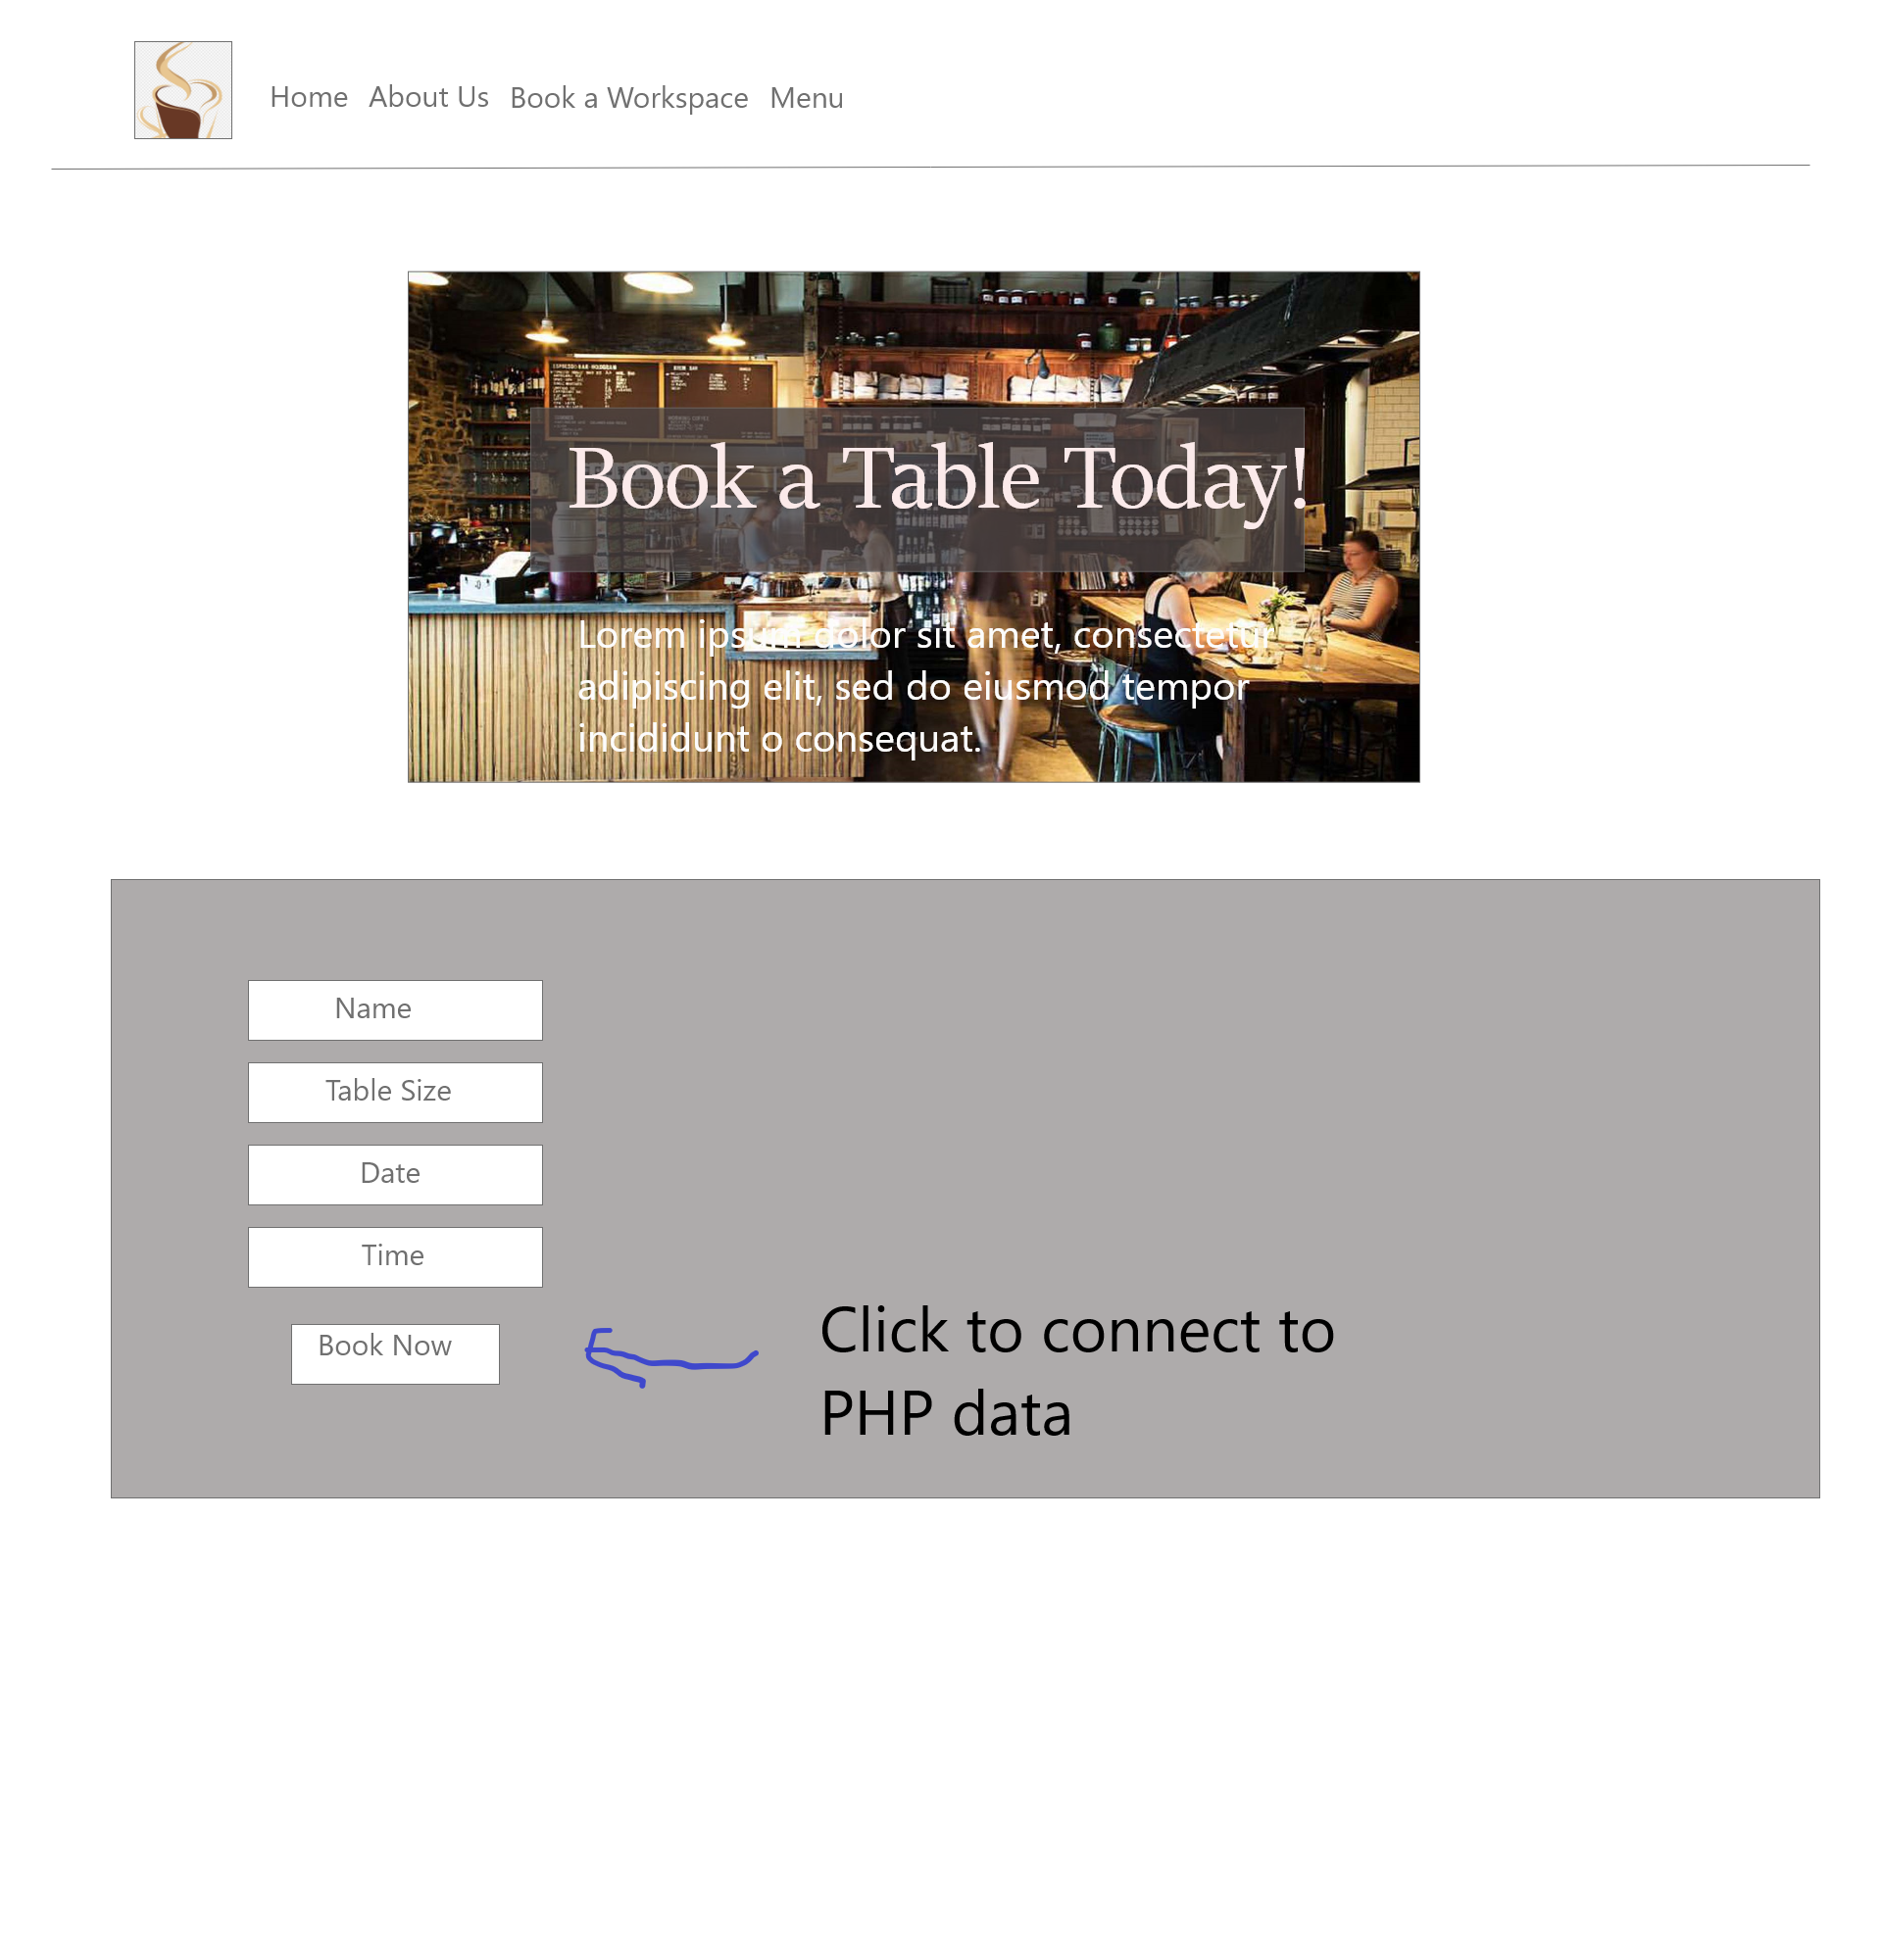 Home About Us Book a Workspace Menu
Book a Table Today!
Lorem ipsum dolor sit amet, consectetur
adipiscing elit, sed do eiusmod tempor
incididunt o consequat.
Name
Table Size
Date
Time
Book Now
Click to connect to
PHP data